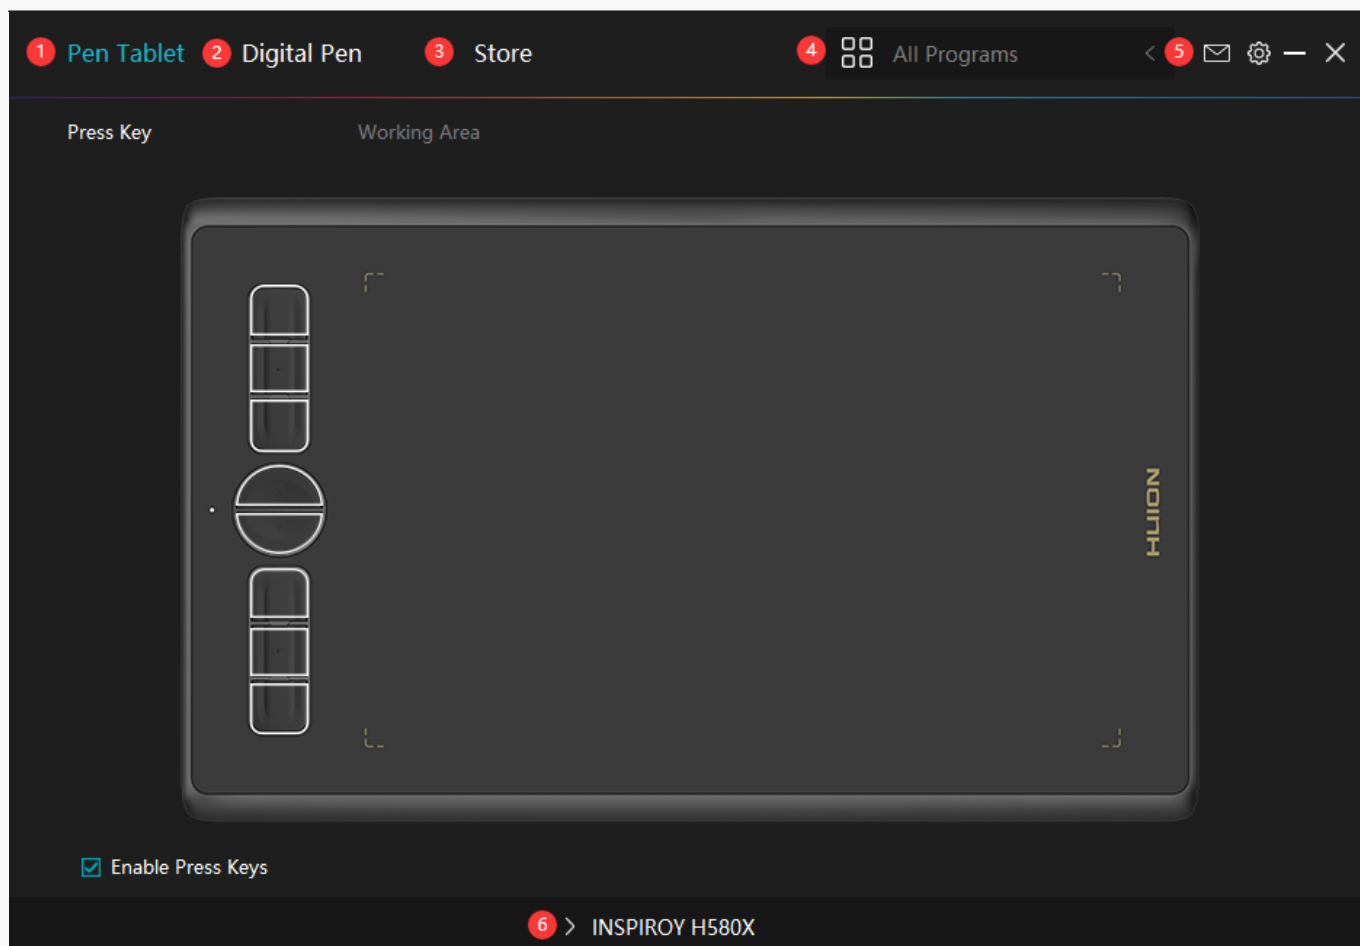 1 Pen Tablet 2 Digital Pen 3 Store 4 All Programs 5
Press Key Working Area
HUION
Enable Press Keys
6 INSPIROY H580X